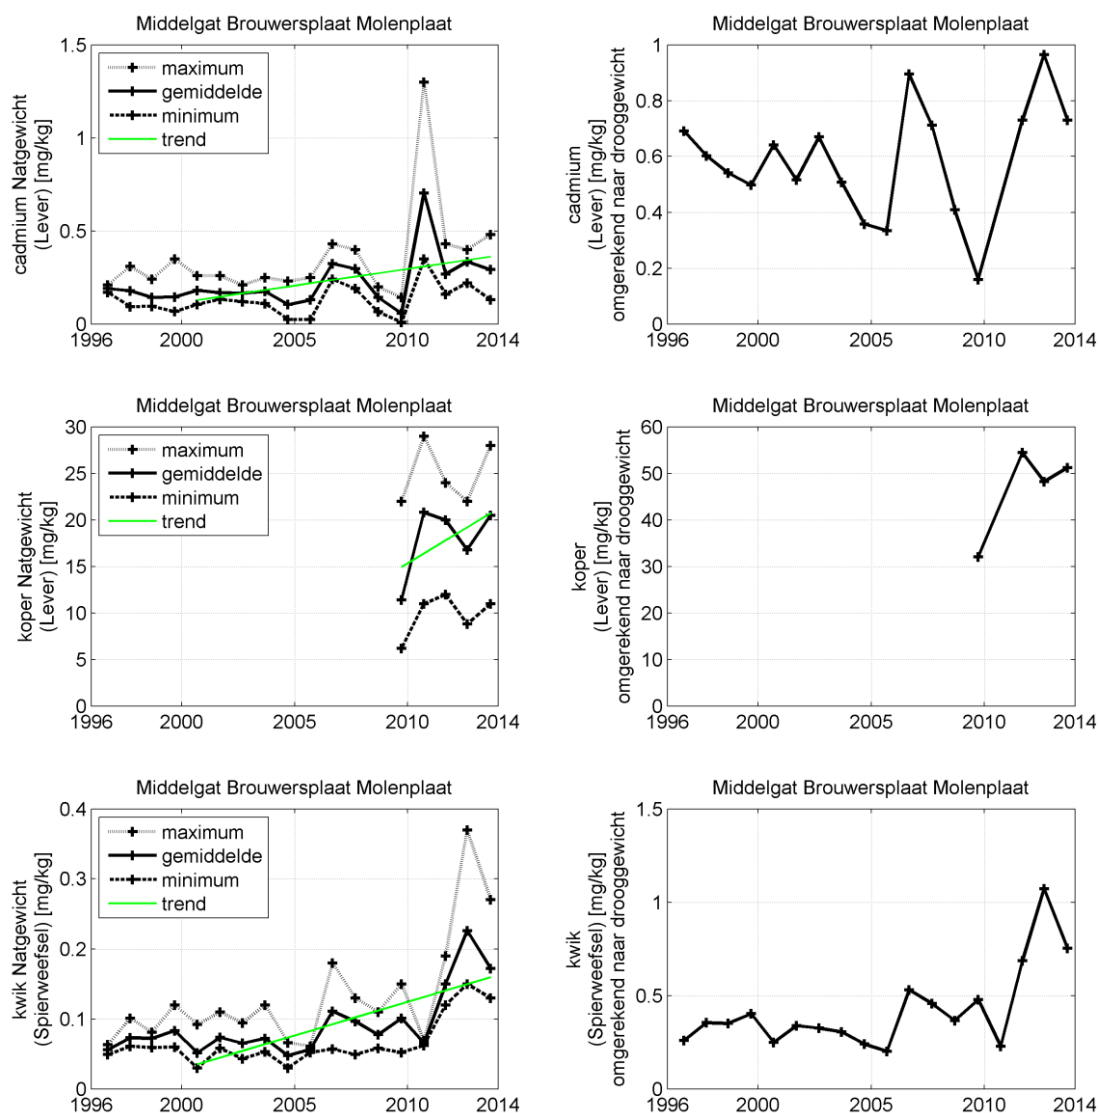 Middelgat Brouwersplaat Molenplaat
cadmium Natgewicht
(Lever) [mg/kg]
1.5
1
0.5
0
maximum
gemiddelde
minimum
trend
1996
2000
2005
2010
2014
Middelgat Brouwersplaat Molenplaat
cadmium
(Lever) [mg/kg]
omgerekend naar drooggewicht
1
0.8
0.6
0.4
0.2
0
1996
2000
2005
2010
2014
Middelgat Brouwersplaat Molenplaat
koper Natgewicht
(Lever) [mg/kg]
30
25
20
15
10
5
0
maximum
gemiddelde
minimum
trend
1996
2000
2005
2010
2014
Middelgat Brouwersplaat Molenplaat
koper
(Lever) [mg/kg]
omgerekend naar drooggewicht
60
50
40
30
20
10
0
1996
2000
2005
2010
2014
Middelgat Brouwersplaat Molenplaat
kwik Natgewicht
(Spierweefsel) [mg/kg]
0.4
0.3
0.2
0.1
0
maximum
gemiddelde
minimum
trend
1996
2000
2005
2010
2014
Middelgat Brouwersplaat Molenplaat
kwik
(Spierweefsel) [mg/kg]
omgerekend naar drooggewicht
1.5
1
0.5
0
1996
2000
2005
2010
2014